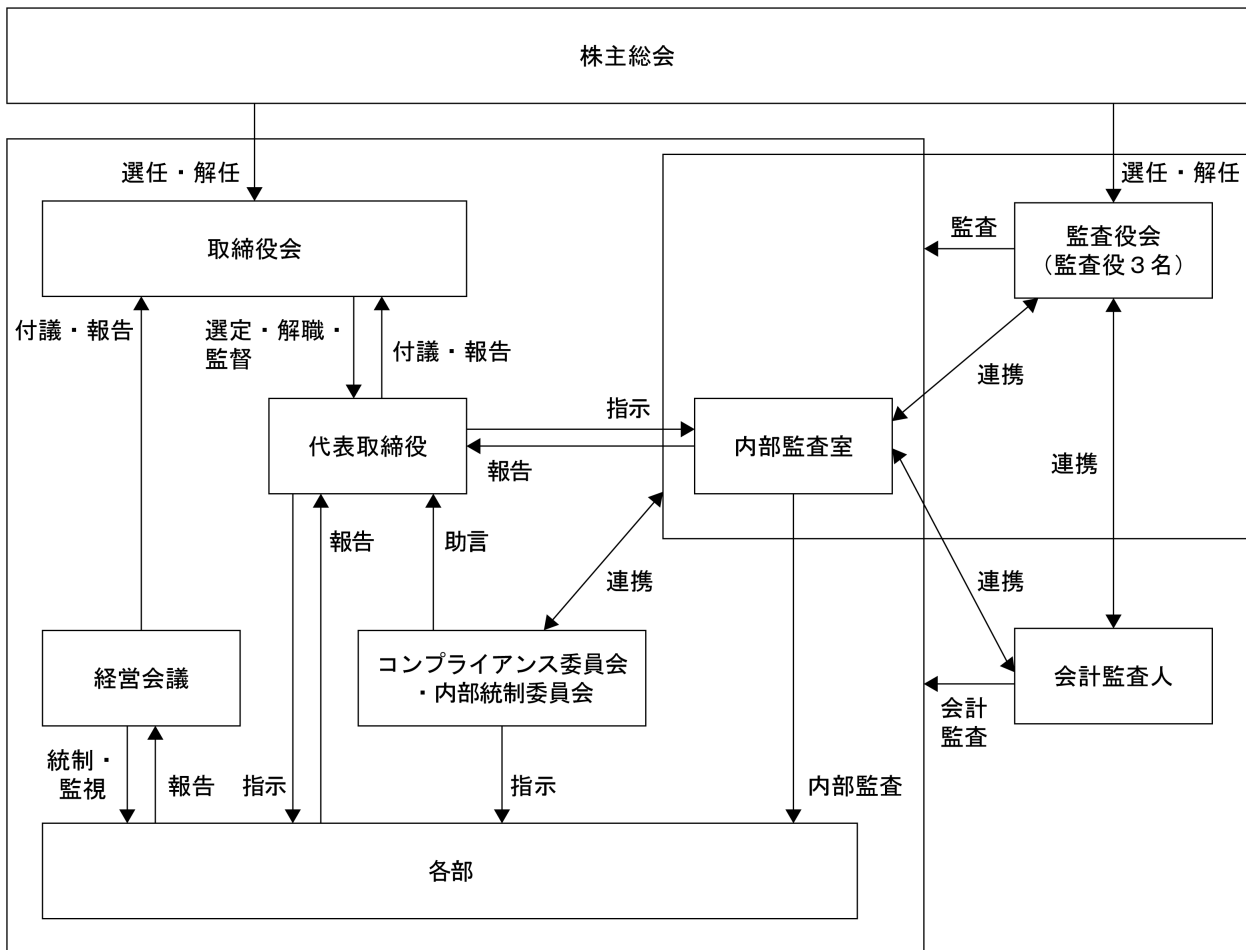 株主総会
選任・解任
選任・解任
取締役会
監査
監査役会
(監査役3名)
付議・報告
選定・解職・
監督
付議・報告
連携
指示
代表取締役
内部監査室
報告
連携
報告
助言
連携
連携
経営会議
コンプライアンス委員会
・内部統制委員会
会計監査人
会計
監査
統制・
監視
報告
指示
指示
内部監査
各部